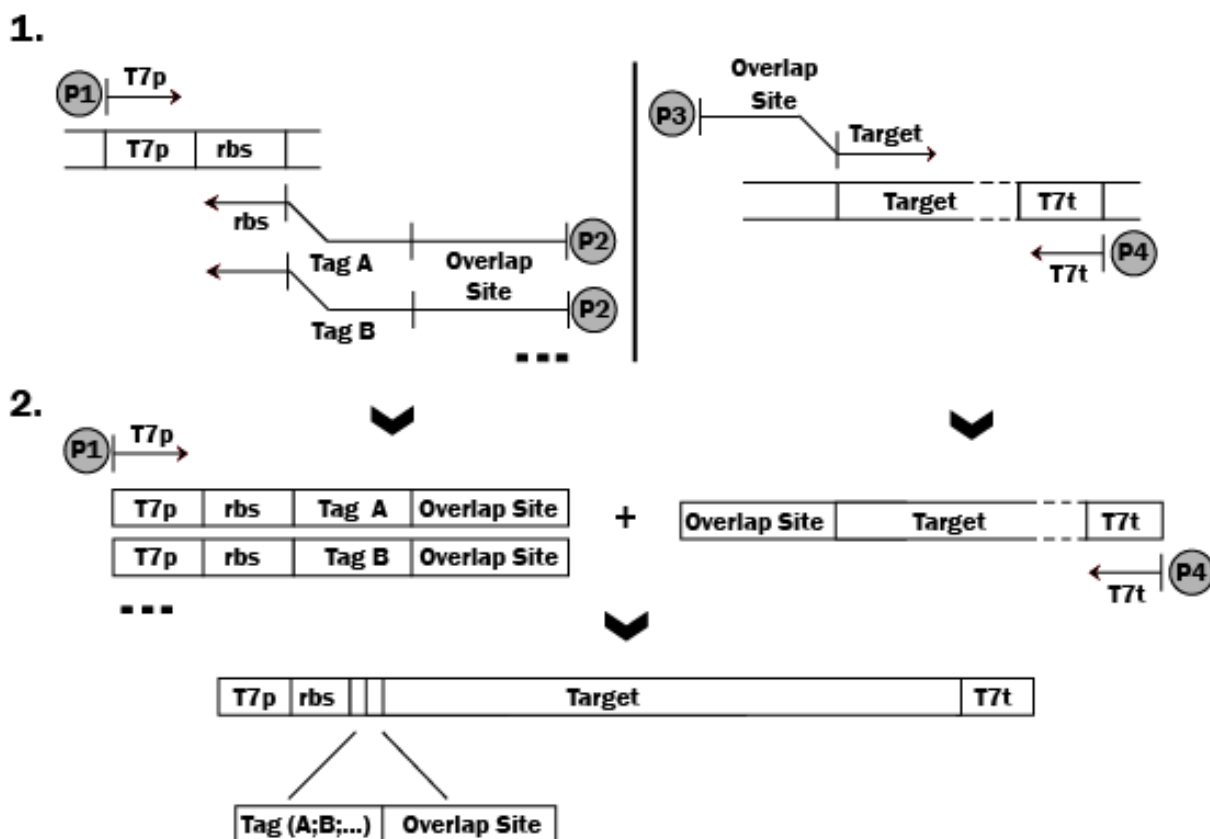 1.
P1 T7p
T7p rbs
rbs
Tag A Overlap Site P2
Tag B P2
...
Overlap Site
P3 Target
Target T7t
T7t P4
2.
P1 T7p
T7p rbs Tag A Overlap Site + Overlap Site Target T7t
T7p rbs Tag B Overlap Site
T7t P4
...
T7p rbs Target T7t
Tag (A;B;...) Overlap Site